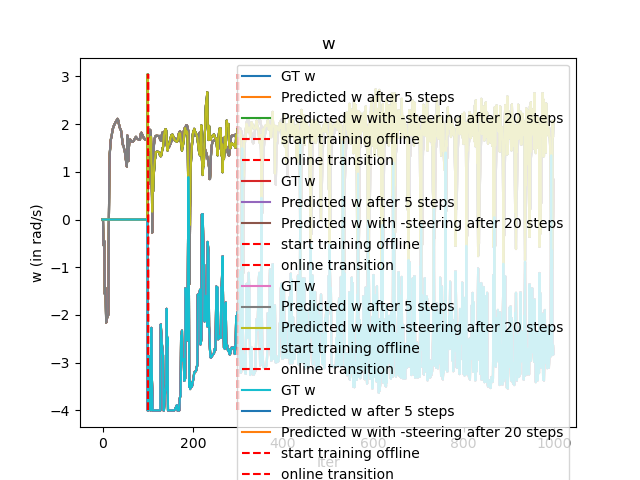 w
3
2
1
0
−1
−2
−3
−4
w (in rad/s)
0
200
400
600
800
1000
iter
GT w
Predicted w after 5 steps
Predicted w with -steering after 20 steps
start training offline
online transition
GT w
Predicted w after 5 steps
Predicted w with -steering after 20 steps
start training offline
online transition
GT w
Predicted w after 5 steps
Predicted w with -steering after 20 steps
start training offline
online transition
GT w
Predicted w after 5 steps
Predicted w with -steering after 20 steps
start training offline
online transition